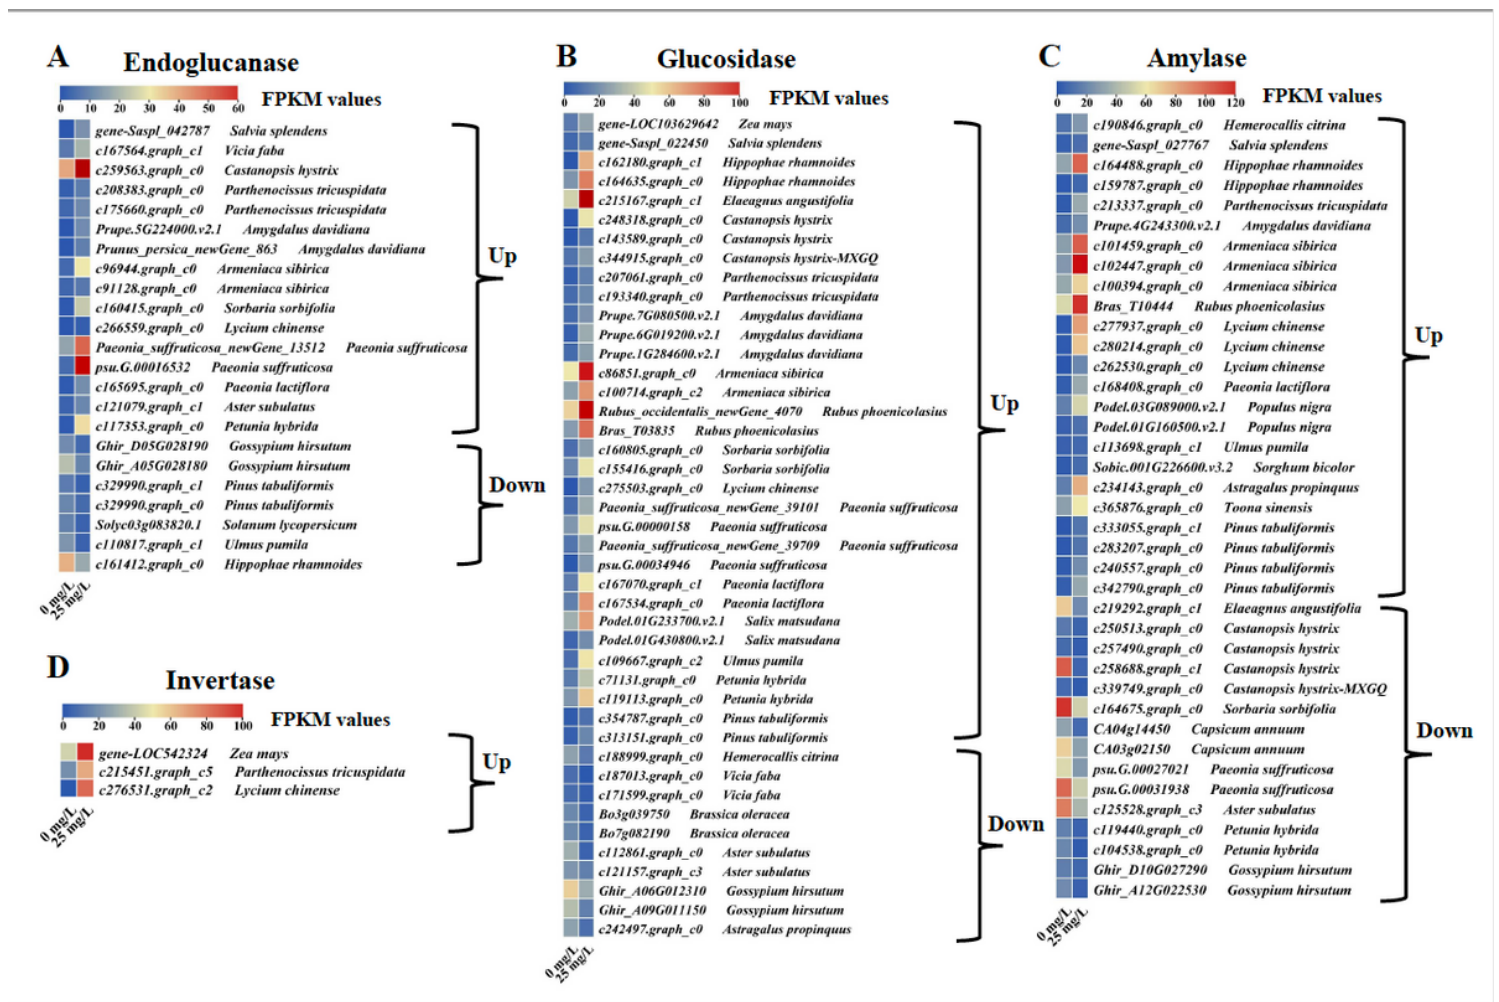 A
Endoglucanase
0 10 20 30 40 50 60
FPKM values
gene-Saspl_042787 Salvia splendens
c167564.graph_c1 Vicia faba
c259563.graph_c0 Castanopsis hystrix
c208383.graph_c0 Parthenocissus tricuspidata
c175660.graph_c0 Parthenocissus tricuspidata
Prupe.5G224000.v2.1 Amygdalus davidiana
Prunus_persica_newGene_863 Amygdalus davidiana
c96944.graph_c0 Armeniaca sibirica
c91128.graph_c0 Armeniaca sibirica
c160415.graph_c0 Sorbaria sorbifolia
c266559.graph_c0 Lycium chinense
Paeonia_suffruticosa_newGene_13512 Paeonia suffruticosa
psu.G.00016532 Paeonia suffruticosa
c165695.graph_c0 Paeonia lactiflora
c121079.graph_c1 Aster subulatus
c117353.graph_c0 Petunia hybrida
Up
Ghir_D05G028190 Gossypium hirsutum
Ghir_A05G028180 Gossypium hirsutum
c329990.graph_c1 Pinus tabuliformis
c329990.graph_c0 Pinus tabuliformis
Solyc03g083820.1 Solanum lycopersicum
c110817.graph_c1 Ulmus pumila
c161412.graph_c0 Hippophae rhamnoides
Down
0 mg/L
25 mg/L
B
Glucosidase
0 20 40 60 80 100
FPKM values
gene-LOC103629642 Zea mays
gene-Saspl_022450 Salvia splendens
c162180.graph_c1 Hippophae rhamnoides
c164635.graph_c0 Hippophae rhamnoides
c215167.graph_c1 Elaeagnus angustifolia
c248318.graph_c0 Castanopsis hystrix
c143589.graph_c0 Castanopsis hystrix
c344915.graph_c0 Castanopsis hystrix-MXGQ
c207061.graph_c0 Parthenocissus tricuspidata
c193340.graph_c0 Parthenocissus tricuspidata
Prupe.7G080500.v2.1 Amygdalus davidiana
Prupe.6G019200.v2.1 Amygdalus davidiana
Prupe.1G284600.v2.1 Amygdalus davidiana
c86851.graph_c0 Armeniaca sibirica
c100714.graph_c2 Armeniaca sibirica
Rubus_occidentalis_newGene_4070 Rubus phoenicolasius
Bras_T03835 Rubus phoenicolasius
c160805.graph_c0 Sorbaria sorbifolia
c155416.graph_c0 Sorbaria sorbifolia
c275503.graph_c0 Lycium chinense
Paeonia_suffruticosa_newGene_39101 Paeonia suffruticosa
psu.G.00000158 Paeonia suffruticosa
Paeonia_suffruticosa_newGene_39709 Paeonia suffruticosa
psu.G.00034946 Paeonia suffruticosa
c167070.graph_c1 Paeonia lactiflora
c167534.graph_c0 Paeonia lactiflora
Podel.01G233700.v2.1 Salix matsudana
Podel.01G430800.v2.1 Salix matsudana
c109667.graph_c2 Ulmus pumila
c71131.graph_c0 Petunia hybrida
c119113.graph_c0 Petunia hybrida
c354787.graph_c0 Pinus tabuliformis
c313151.graph_c0 Pinus tabuliformis
Up
c188999.graph_c0 Hemerocallis citrina
c187013.graph_c0 Vicia faba
c171599.graph_c0 Vicia faba
Bo3g039750 Brassica oleracea
Bo7g082190 Brassica oleracea
c112861.graph_c0 Aster subulatus
c121157.graph_c3 Aster subulatus
Ghir_A06G012310 Gossypium hirsutum
Ghir_A09G011150 Gossypium hirsutum
c242497.graph_c0 Astragalus propinquus
Down
0 mg/L
25 mg/L
C
Amylase
0 20 40 60 80 100 120
FPKM values
c190846.graph_c0 Hemerocallis citrina
gene-Saspl_027767 Salvia splendens
c164488.graph_c0 Hippophae rhamnoides
c159787.graph_c0 Hippophae rhamnoides
c213337.graph_c0 Parthenocissus tricuspidata
Prupe.4G243300.v2.1 Amygdalus davidiana
c101459.graph_c0 Armeniaca sibirica
c102447.graph_c0 Armeniaca sibirica
c100394.graph_c0 Armeniaca sibirica
Bras_T10444 Rubus phoenicolasius
c277937.graph_c0 Lycium chinense
c280214.graph_c0 Lycium chinense
c262530.graph_c0 Lycium chinense
c168408.graph_c0 Paeonia lactiflora
Podel.03G089000.v2.1 Populus nigra
Podel.01G160500.v2.1 Populus nigra
c113698.graph_c1 Ulmus pumila
Sobic.001G226600.v3.2 Sorghum bicolor
c234143.graph_c0 Astragalus propinquus
c365876.graph_c0 Toona sinensis
c333055.graph_c1 Pinus tabuliformis
c283207.graph_c0 Pinus tabuliformis
c240557.graph_c0 Pinus tabuliformis
c342790.graph_c0 Pinus tabuliformis
Up
c219292.graph_c1 Elaeagnus angustifolia
c250513.graph_c0 Castanopsis hystrix
c257490.graph_c0 Castanopsis hystrix
c258688.graph_c1 Castanopsis hystrix
c339749.graph_c0 Castanopsis hystrix-MXGQ
c164675.graph_c0 Sorbaria sorbifolia
CA04g14450 Capsicum annuum
CA03g02150 Capsicum annuum
psu.G.00027021 Paeonia suffruticosa
psu.G.00031938 Paeonia suffruticosa
c125528.graph_c3 Aster subulatus
c119440.graph_c0 Petunia hybrida
c104538.graph_c0 Petunia hybrida
Ghir_D10G027290 Gossypium hirsutum
Ghir_A12G022530 Gossypium hirsutum
Down
0 mg/L
25 mg/L
D
Invertase
0 20 40 60 80 100
FPKM values
gene-LOC542324 Zea mays
c215451.graph_c5 Parthenocissus tricuspidata
c276531.graph_c2 Lycium chinense
Up
0 mg/L
25 mg/L